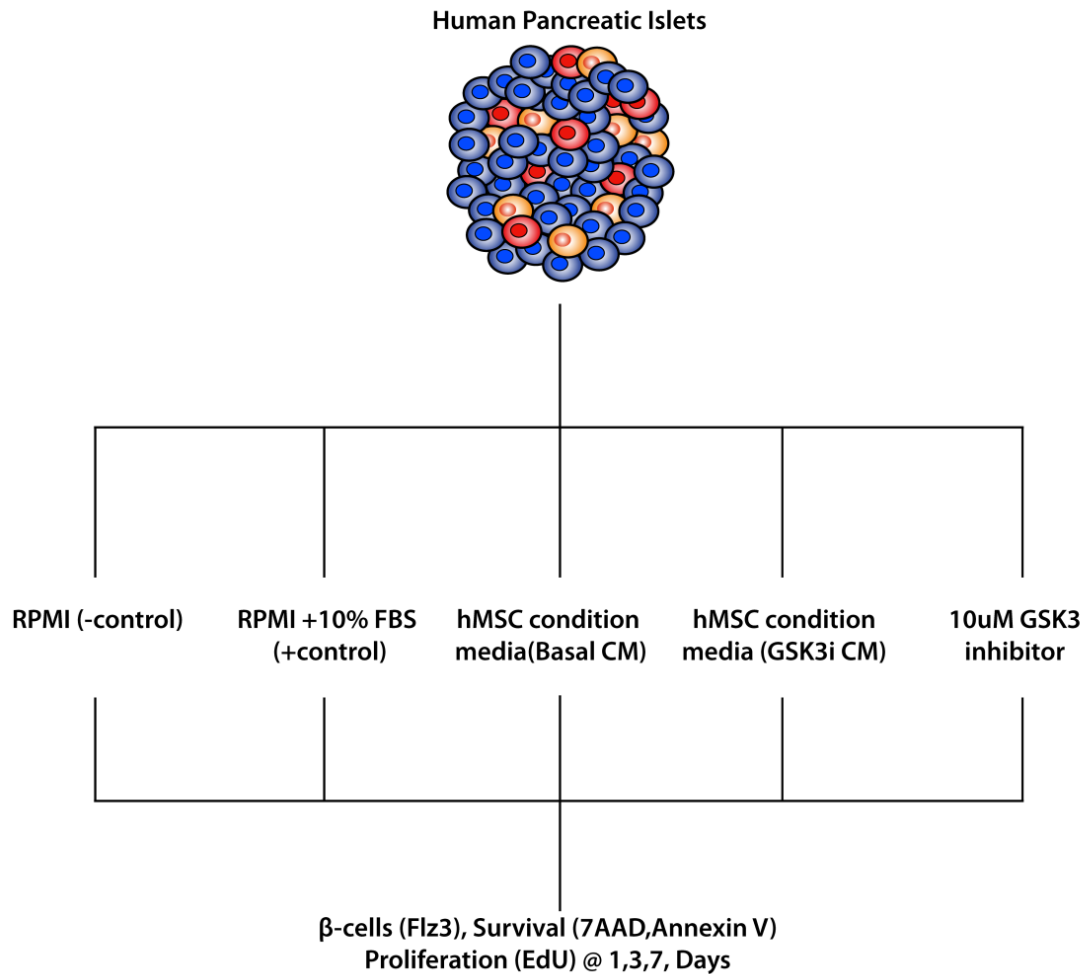 Human Pancreatic Islets
RPMI (-control)
RPMI +10% FBS
(+control)
hMSC condition
media(Basal CM)
hMSC condition
media (GSK3i CM)
10uM GSK3
inhibitor
β-cells (Flz3), Survival (7AAD,Annexin V)
Proliferation (EdU) @ 1,3,7, Days